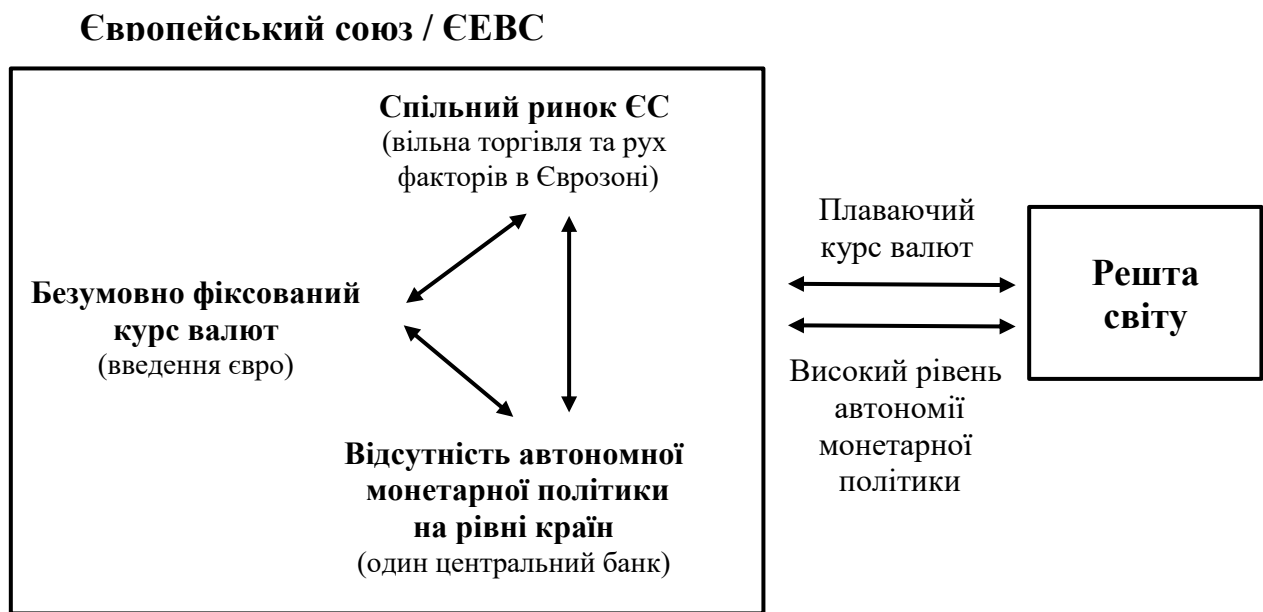 Європейський союз / ЄЕВС
Спільний ринок ЄС
(вільна торгівля та рух
факторів в Єврозоні)
Безумовно фіксований
курс валют
(введення євро)
Відсутність автономної
монетарної політики
на рівні країн
(один центральний банк)
Плаваючий
курс валют
Високий рівень
автономії
монетарної
політики
Решта
світу